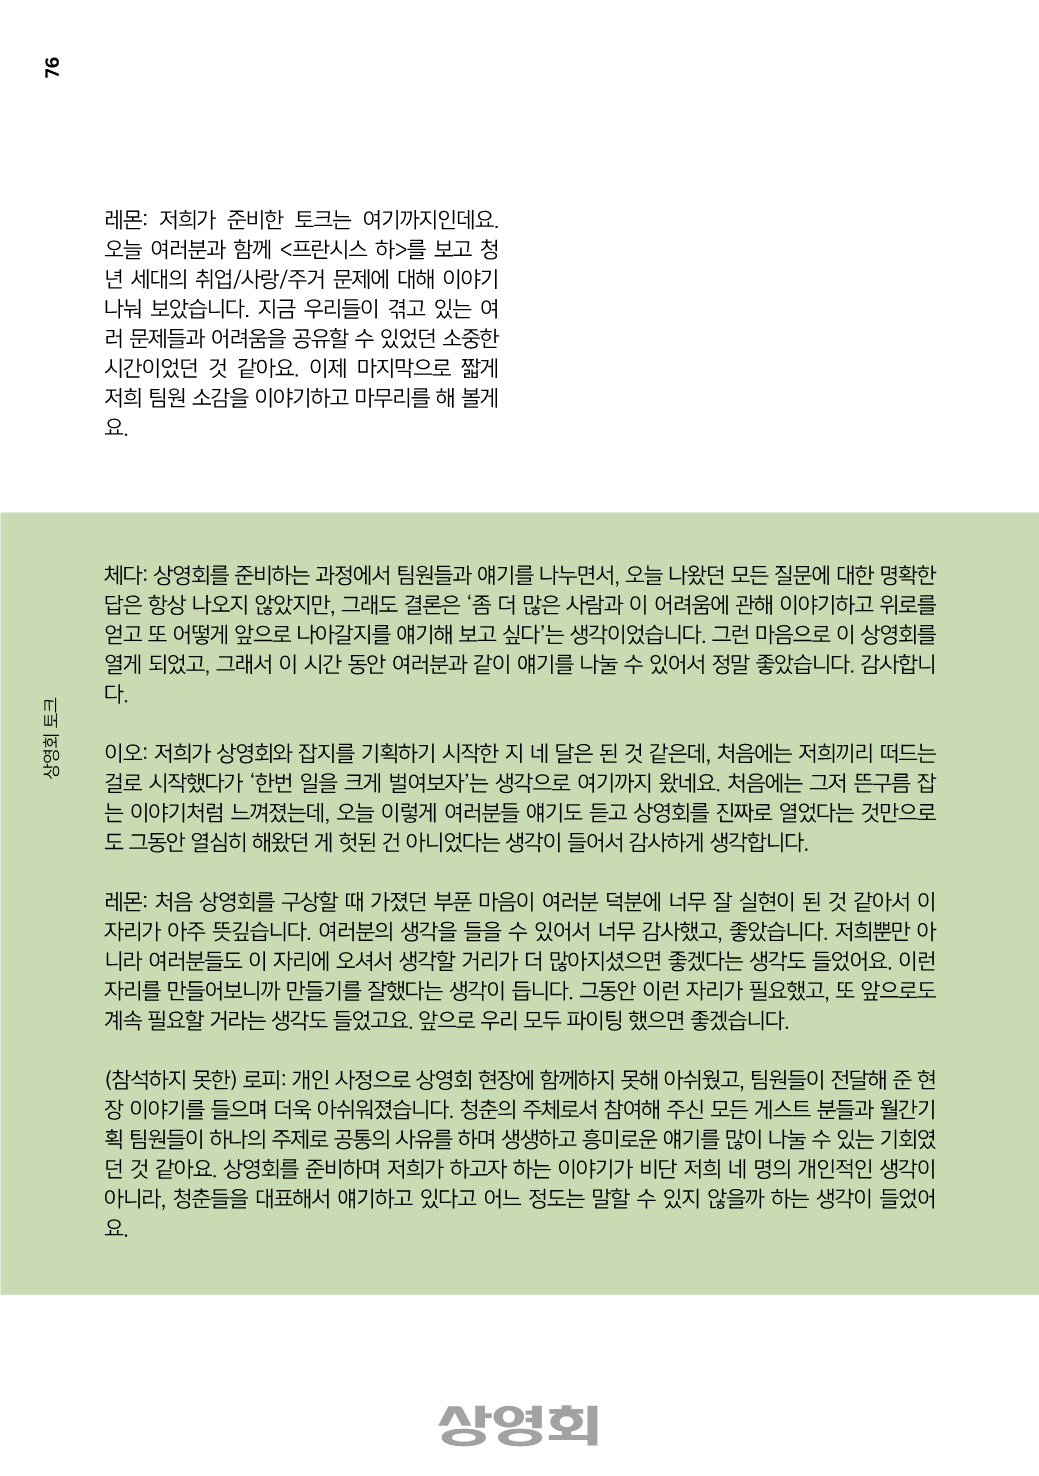 76
레몬: 저희가 준비한 토크는 여기까지인데요.
오늘 여러분과 함께 <프란시스 하>를 보고 청
년 세대의 취업/사랑/주거 문제에 대해 이야기
나눠 보았습니다. 지금 우리들이 겪고 있는 여
러 문제들과 어려움을 공유할 수 있었던 소중한
시간이었던 것 같아요. 이제 마지막으로 짧게
저희 팀원 소감을 이야기하고 마무리를 해 볼게
요.
체다: 상영회를 준비하는 과정에서 팀원들과 얘기를 나누면서, 오늘 나왔던 모든 질문에 대한 명확한
답은 항상 나오지 않았지만, 그래도 결론은 ‘좀 더 많은 사람과 이 어려움에 관해 이야기하고 위로를
얻고 또 어떻게 앞으로 나아갈지를 얘기해 보고 싶다’는 생각이었습니다. 그런 마음으로 이 상영회를
열게 되었고, 그래서 이 시간 동안 여러분과 같이 얘기를 나눌 수 있어서 정말 좋았습니다. 감사합니
다.
상영회 토크
이오: 저희가 상영회와 잡지를 기획하기 시작한 지 네 달은 된 것 같은데, 처음에는 저희끼리 떠드는
걸로 시작했다가 ‘한번 일을 크게 벌여보자’는 생각으로 여기까지 왔네요. 처음에는 그저 뜬구름 잡
는 이야기처럼 느껴졌는데, 오늘 이렇게 여러분들 얘기도 듣고 상영회를 진짜로 열었다는 것만으로
도 그동안 열심히 해왔던 게 헛된 건 아니었다는 생각이 들어서 감사하게 생각합니다.
레몬: 처음 상영회를 구상할 때 가졌던 부푼 마음이 여러분 덕분에 너무 잘 실현이 된 것 같아서 이
자리가 아주 뜻깊습니다. 여러분의 생각을 들을 수 있어서 너무 감사했고, 좋았습니다. 저희뿐만 아
니라 여러분들도 이 자리에 오셔서 생각할 거리가 더 많아지셨으면 좋겠다는 생각도 들었어요. 이런
자리를 만들어보니까 만들기를 잘했다는 생각이 듭니다. 그동안 이런 자리가 필요했고, 또 앞으로도
계속 필요할 거라는 생각도 들었고요. 앞으로 우리 모두 파이팅 했으면 좋겠습니다.
(참석하지 못한) 로피: 개인 사정으로 상영회 현장에 함께하지 못해 아쉬웠고, 팀원들이 전달해 준 현
장 이야기를 들으며 더욱 아쉬워졌습니다. 청춘의 주체로서 참여해 주신 모든 게스트 분들과 월간기
획 팀원들이 하나의 주제로 공통의 사유를 하며 생생하고 흥미로운 얘기를 많이 나눌 수 있는 기회였
던 것 같아요. 상영회를 준비하며 저희가 하고자 하는 이야기가 비단 저희 네 명의 개인적인 생각이
아니라, 청춘들을 대표해서 얘기하고 있다고 어느 정도는 말할 수 있지 않을까 하는 생각이 들었어
요.
상영회